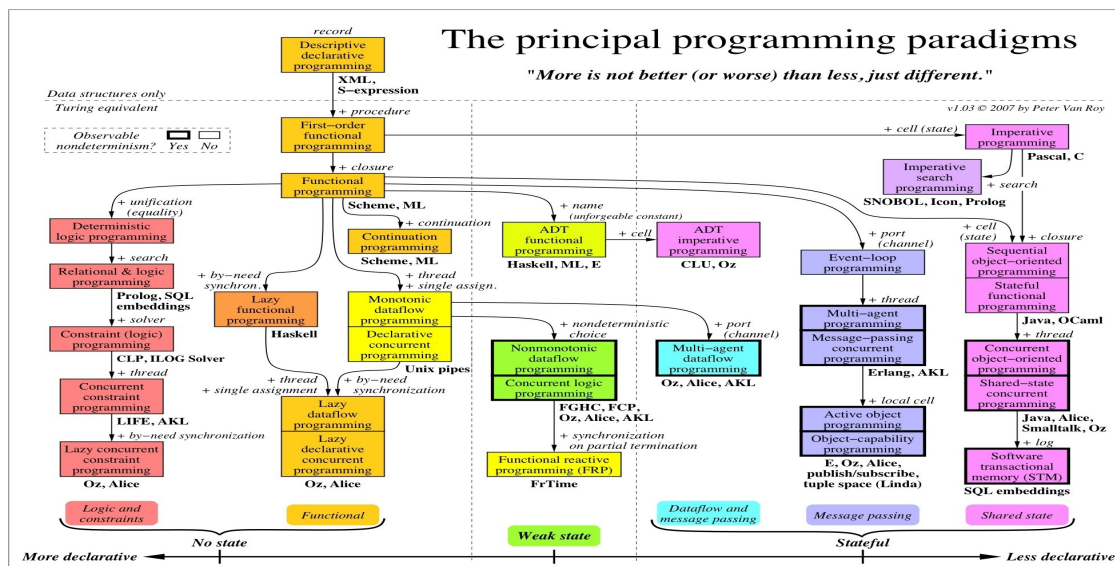 The principal programming paradigms
"More is not better (or worse) than less, just different."
v1.03 © 2007 by Peter Van Roy
record
Descriptive
declarative
programming
XML,
S−expression
Data structures only
Turing equivalent
+ procedure
Observable
nondeterminism?
Yes
No
First−order
functional
programming
+ cell (state)
Imperative
programming
Pascal, C
+ closure
Imperative
search
programming
+ search
SNOBOL, Icon, Prolog
Functional
programming
Scheme, ML
+ unification
(equality)
+ continuation
Continuation
programming
Scheme, ML
+ name
(unforgeable constant)
ADT
functional
programming
Haskell, ML, E
+ cell
ADT
imperative
programming
CLU, Oz
+ port
(channel)
Event−loop
programming
+ cell
(state)
+ closure
Sequential
object−oriented
programming
Stateful
functional
programming
Java, OCaml
Deterministic
logic programming
+ search
Relational & logic
programming
Prolog, SQL
embeddings
+ solver
Constraint (logic)
programming
CLP, ILOG Solver
+ thread
Concurrent
constraint
programming
LIFE, AKL
+ by−need synchronization
Lazy concurrent
constraint
programming
Oz, Alice
+ by−need
synchron.
Lazy
functional
programming
Haskell
+ thread
+ single assign.
Monotonic
dataflow
programming
Declarative
concurrent
programming
Unix pipes
+ thread
+ single assignment
+ by−need
synchronization
Lazy
dataflow
programming
Lazy
declarative
concurrent
programming
Oz, Alice
+ nondeterministic
choice
Nonmonotonic
dataflow
programming
Concurrent logic
programming
FGHC, FCP,
Oz, Alice, AKL
+ synchronization
on partial termination
Functional reactive
programming (FRP)
FrTime
+ port
(channel)
Multi−agent
dataflow
programming
Oz, Alice, AKL
+ thread
Multi−agent
programming
Message−passing
concurrent
programming
Erlang, AKL
+ local cell
Active object
programming
Object−capability
programming
E, Oz, Alice,
publish/subscribe,
tuple space (Linda)
+ thread
Concurrent
object−oriented
programming
Shared−state
concurrent
programming
Java, Alice,
Smalltalk, Oz
+ log
Software
transactional
memory (STM)
SQL embeddings
Logic and
constraints
Functional
Dataflow and
message passing
Message passing
Shared state
No state
Weak state
Stateful
More declarative
Less declarative